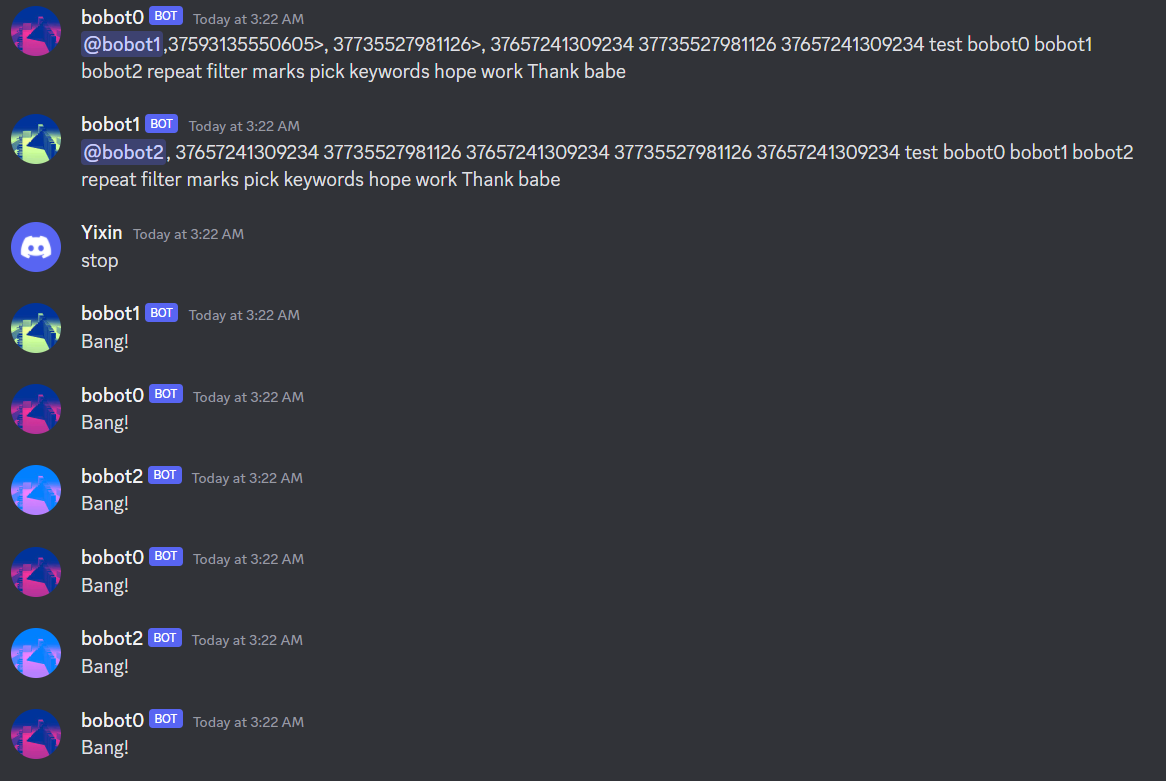 bobot0 BOT Today at 3:22 AM
@bobot1,37593135550605>, 37735527981126>, 37657241309234 37735527981126 37657241309234 test bobot0 bobot1
bobot2 repeat filter marks pick keywords hope work Thank babe
bobot1 BOT Today at 3:22 AM
@bobot2, 37657241309234 37735527981126 37657241309234 37735527981126 37657241309234 test bobot0 bobot1 bobot2
repeat filter marks pick keywords hope work Thank babe
Yixin Today at 3:22 AM
stop
bobot1 BOT Today at 3:22 AM
Bang!
bobot0 BOT Today at 3:22 AM
Bang!
bobot2 BOT Today at 3:22 AM
Bang!
bobot0 BOT Today at 3:22 AM
Bang!
bobot2 BOT Today at 3:22 AM
Bang!
bobot0 BOT Today at 3:22 AM
Bang!